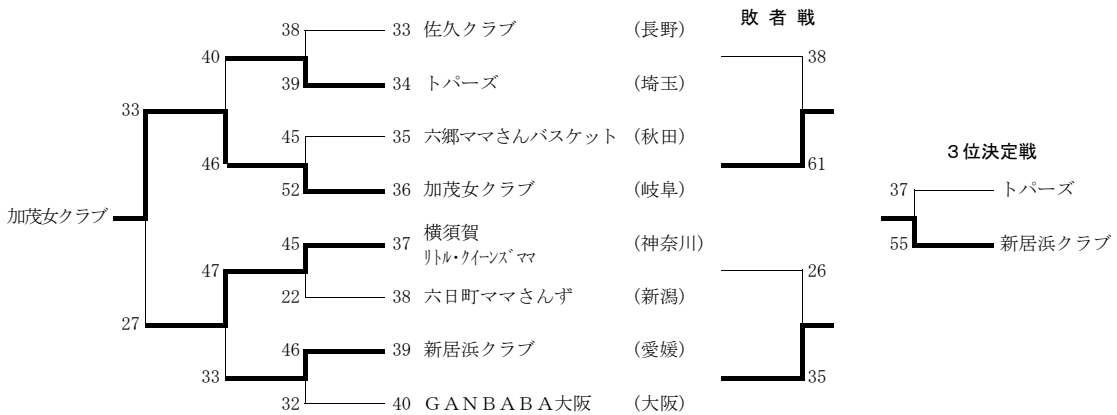 敗 者 戦
38 33 佐久クラブ (長野) 38
40
39 34 トパーズ (埼玉)
33
45 35 六郷ママさんバスケット (秋田)
46 61
3位決定戦
52 36 加茂女クラブ (岐阜)
37 トパーズ
加茂女クラブ
45 37 横須賀 (神奈川)
リトル・クイーンズママ
55 新居浜クラブ
47 26
22 38 六日町ママさんず (新潟)
27
46 39 新居浜クラブ (愛媛)
33 35
32 40 GANBABA大阪 (大阪)